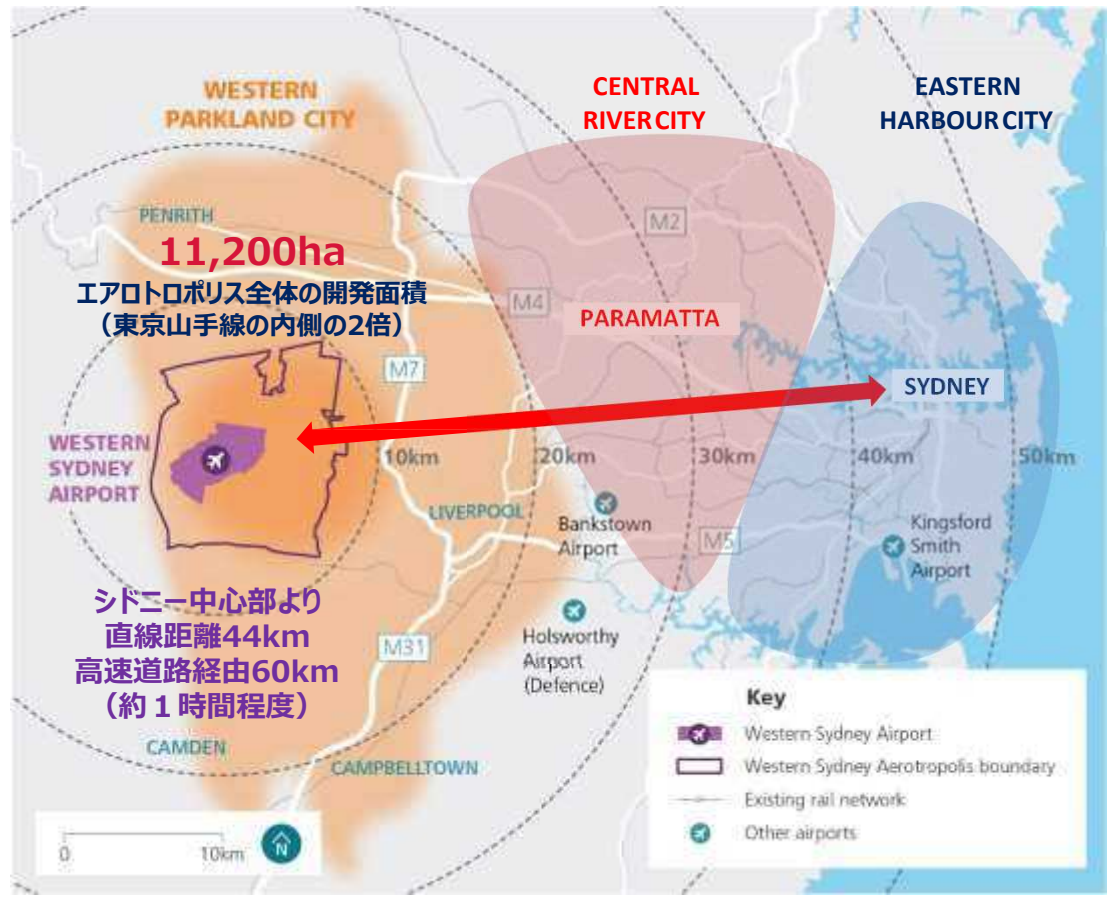 WESTERN
PARKLAND CITY
CENTRAL
RIVER CITY
EASTERN
HARBOUR CITY
PENRITH
11,200ha
エアロトロポリス全体の開発面積
（東京山手線の内側の2倍）
M2
M4
M7
PARAMATTA
SYDNEY
WESTERN
SYDNEY
AIRPORT
10km
20km
30km
40km
50km
LIVERPOOL
Bankstown
Airport
M5
Kingsford
Smith
Airport
シドニー中心部より
直線距離44km
高速道路経由60km
（約１時間程度）
M31
Holsworthy
Airport
(Defence)
CAMDEN
CAMPBELLTOWN
Key
Western Sydney Airport
Western Sydney Aerotropolis boundary
Existing rail network
Other airports
0
10km
N